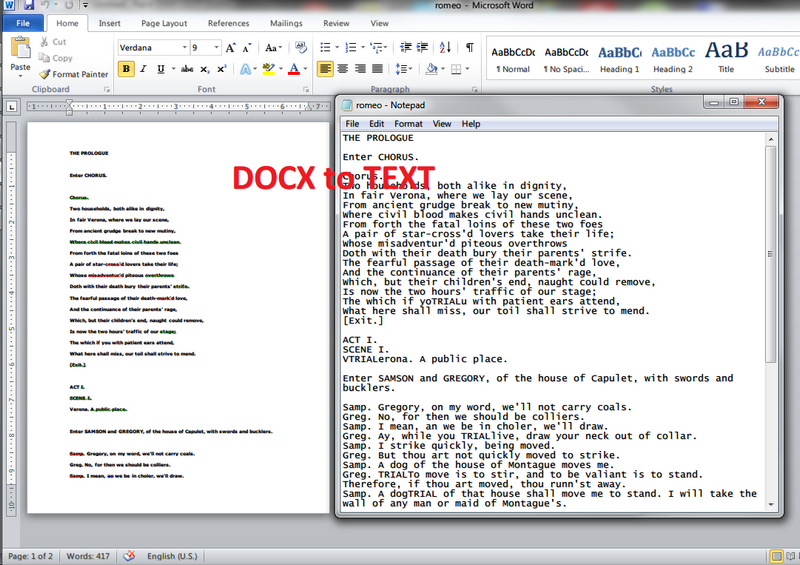 romeo - Microsoft Word
File Home Insert Page Layout References Mailings Review View
Cut
Copy
Format Painter
Paste
Clipboard
Verdana 9
Font
Paragraph
AaBbCcDc AaBbCcDc AaBbC AaBbCc AaB AaBbCc
¶ Normal ¶ No Spaci... Heading 1 Heading 2 Title Subtitle
Styles
DOCX to TEXT
THE PROLOGUE
Enter CHORUS.
Chorus.
Two households, both alike in dignity,
In fair Verona, where we lay our scene,
From ancient grudge break to new mutiny,
Where civil blood makes civil hands unclean.
From forth the fatal loins of these two foes
A pair of star-cross'd lovers take their life;
Whose misadventur'd piteous overthrows
Doth with their death bury their parents' strife.
The fearful passage of their death-mark'd love,
And the continuance of their parents' rage,
Which, but their children's end, naught could remove,
Is now the two hours' traffic of our stage;
The which if you with patient ears attend,
What here shall miss, our toil shall strive to mend.
[Exit.]
ACT I.
SCENE I.
Verona. A public place.
Enter SAMSON and GREGORY, of the house of Capulet, with swords and bucklers.
Samp. Gregory, on my word, we'll not carry coals.
Greg. No, for then we should be colliers.
Samp. I mean, an we be in choler, we'll draw.
romeo - Notepad
File Edit Format View Help
THE PROLOGUE
Enter CHORUS.
Chorus.
Two households, both alike in dignity,
In fair Verona, where we lay our scene,
From ancient grudge break to new mutiny,
Where civil blood makes civil hands unclean.
From forth the fatal loins of these two foes
A pair of star-cross'd lovers take their life;
Whose misadventur'd piteous overthrows
Doth with their death bury their parents' strife.
The fearful passage of their death-mark'd love,
And the continuance of their parents' rage,
Which, but their children's end, naught could remove,
Is now the two hours' traffic of our stage;
The which if yoTRIALu with patient ears attend,
What here shall miss, our toil shall strive to mend.
[Exit.]
ACT I.
SCENE I.
VTRIALerona. A public place.
Enter SAMSON and GREGORY, of the house of Capulet, with swords and
bucklers.
Samp. Gregory, on my word, we'll not carry coals.
Greg. No, for then we should be colliers.
Samp. I mean, an we be in choler, we'll draw.
Greg. Ay, while you TRIALlive, draw your neck out of collar.
Samp. I strike quickly, being moved.
Greg. But thou art not quickly moved to strike.
Samp. A dog of the house of Montague moves me.
Greg. TRIALTo move is to stir, and to be valiant is to stand.
Therefore, if thou art moved, thou runn'st away.
Samp. A dogTRIAL of that house shall move me to stand. I will take the
wall of any man or maid of Montague's.
Page: 1 of 2 Words: 417 English (U.S.)